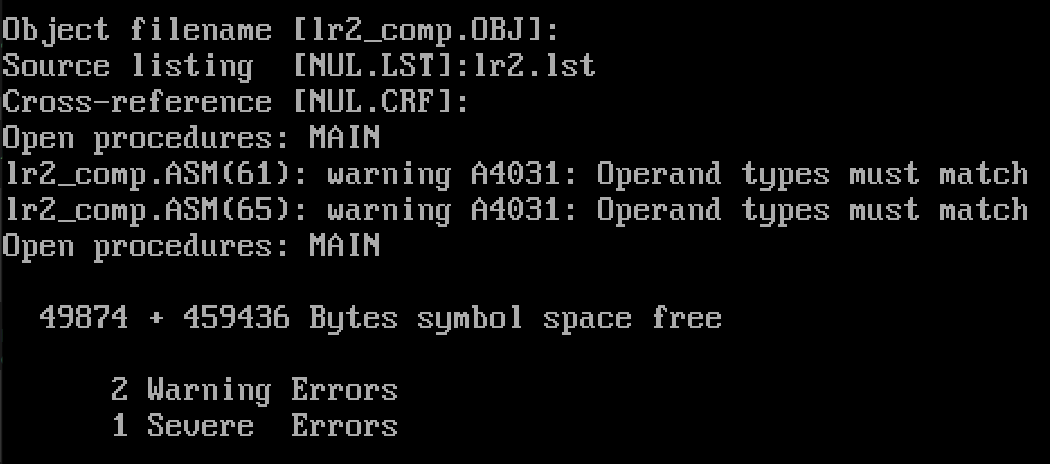 Object filename [lr2_comp.OBJ]:
Source listing  [NUL.LST]:lr2.lst
Cross-reference [NUL.CRF]:
Open procedures: MAIN
lr2_comp.ASM(61): warning A4031: Operand types must match
lr2_comp.ASM(65): warning A4031: Operand types must match
Open procedures: MAIN
49874 + 459436 Bytes symbol space free
2 Warning Errors
1 Severe  Errors